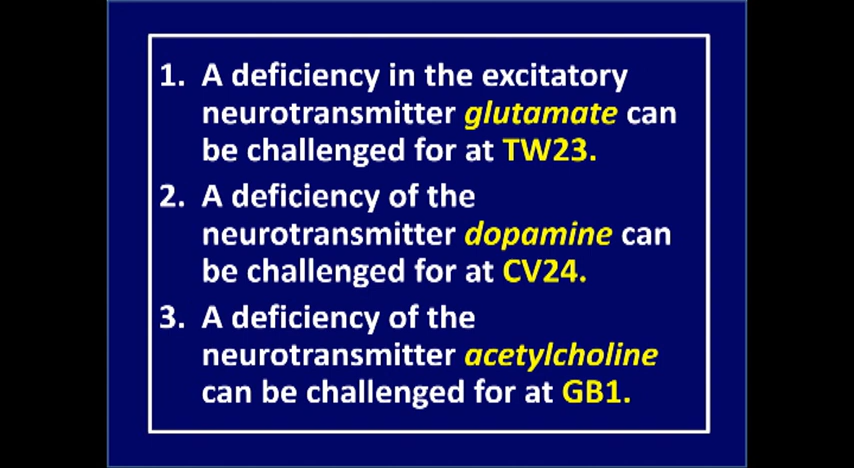 1. A deficiency in the excitatory
neurotransmitter glutamate can
be challenged for at TW23.
2. A deficiency of the
neurotransmitter dopamine can
be challenged for at CV24.
3. A deficiency of the
neurotransmitter acetylcholine
can be challenged for at GB1.